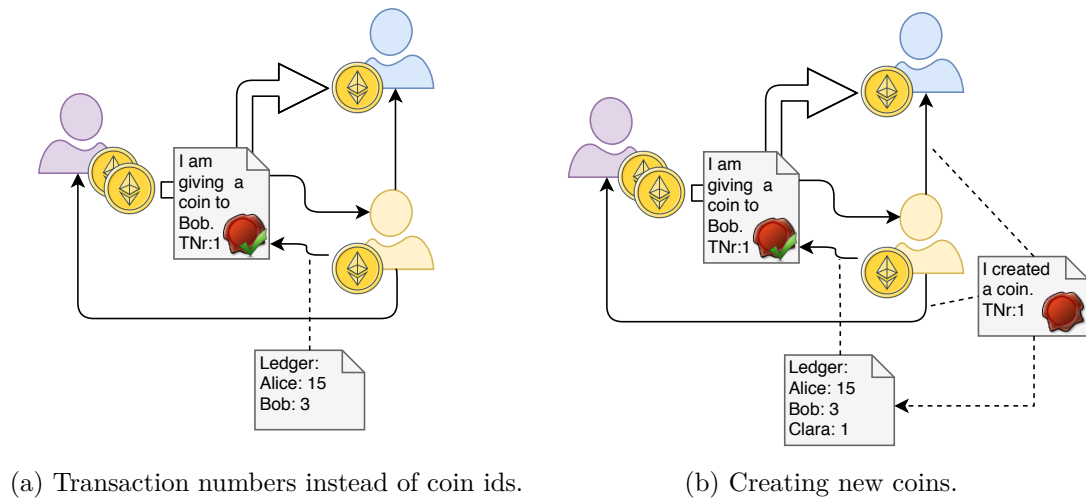 I am
giving a
coin to
Bob.
TNr:1
Ledger:
Alice: 15
Bob: 3
(a) Transaction numbers instead of coin ids.
I am
giving a
coin to
Bob.
TNr:1
I created
a coin.
TNr:1
Ledger:
Alice: 15
Bob: 3
Clara: 1
(b) Creating new coins.